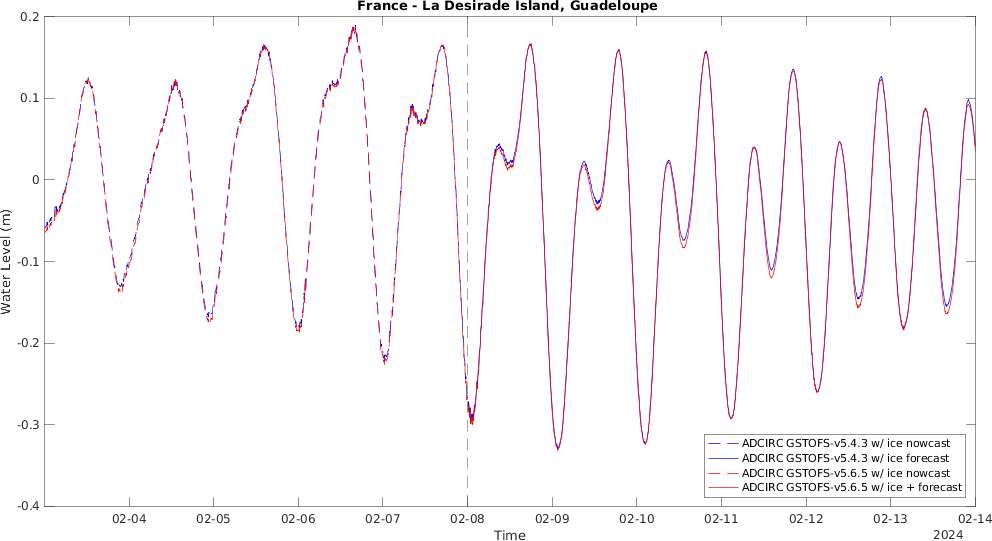 France - La Desirade Island, Guadeloupe
0.2
0.1
0
-0.1
-0.2
-0.3
-0.4
Water Level (m)
ADCIRC GSTOFS-v5.4.3 w/ ice nowcast
ADCIRC GSTOFS-v5.4.3 w/ ice forecast
ADCIRC GSTOFS-v5.6.5 w/ ice nowcast
ADCIRC GSTOFS-v5.6.5 w/ ice + forecast
02-04 02-05 02-06 02-07 02-08 02-09 02-10 02-11 02-12 02-13 02-14
Time
2024